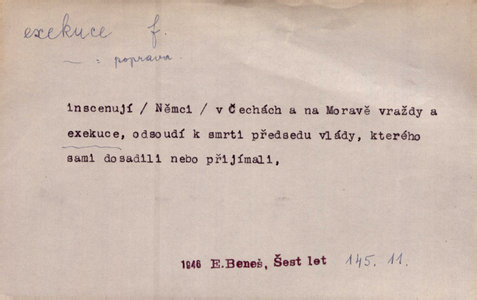 exekuce f.
~ : poprava
inscenují / Němci / v Čechách a na Moravě vraždy a
exekuce, odsoudí k smrti předsedu vlády, kterého
sami dosadili nebo přijímali,
1946 E.Beneš, Šest let 145. 11.